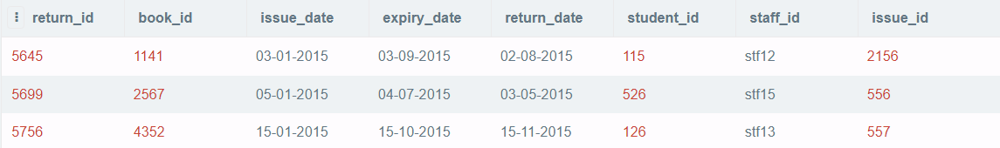 return_id book_id issue_date expiry_date return_date student_id staff_id issue_id
5645 1141 03-01-2015 03-09-2015 02-08-2015 115 stf12 2156
5699 2567 05-01-2015 04-07-2015 03-05-2015 526 stf15 556
5756 4352 15-01-2015 15-10-2015 15-11-2015 126 stf13 557